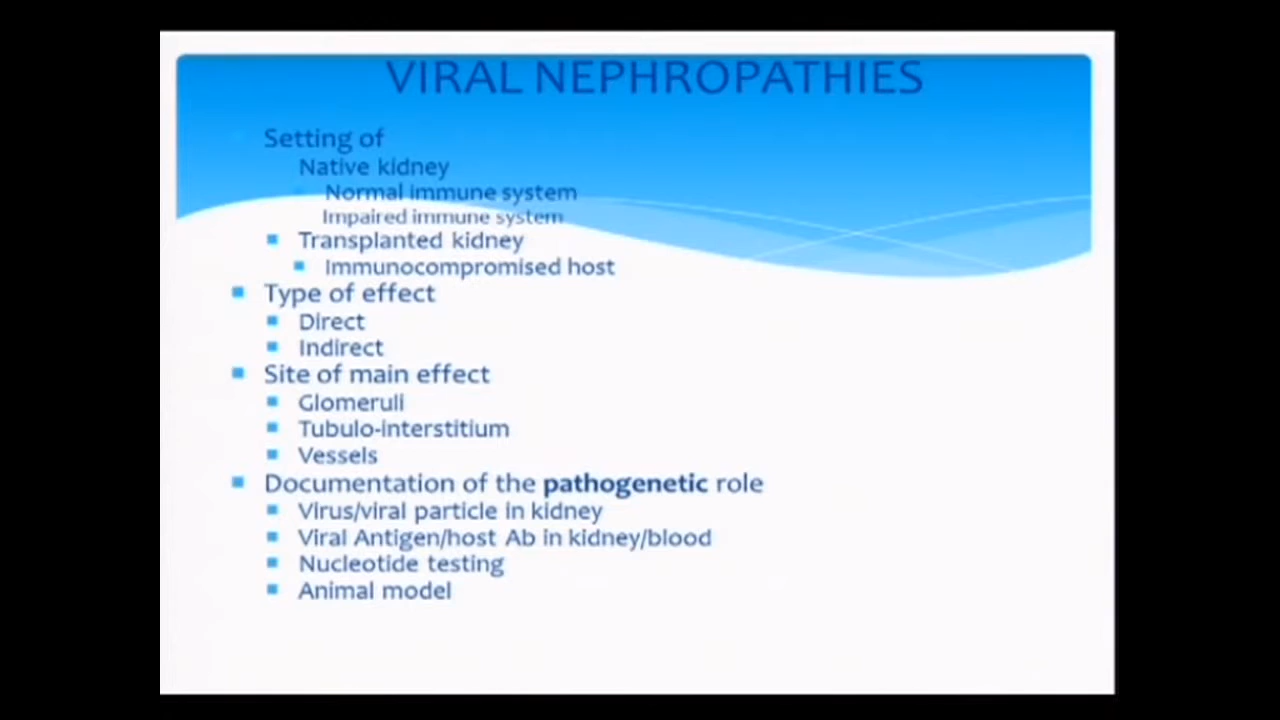 VIRAL NEPHROPATHIES
Setting of
Native kidney
Normal immune system
Impaired immune system
Transplanted kidney
Immunocompromised host
Type of effect
Direct
Indirect
Site of main effect
Glomeruli
Tubulo-interstitium
Vessels
Documentation of the pathogenetic role
Virus/viral particle in kidney
Viral Antigen/host Ab in kidney/blood
Nucleotide testing
Animal model